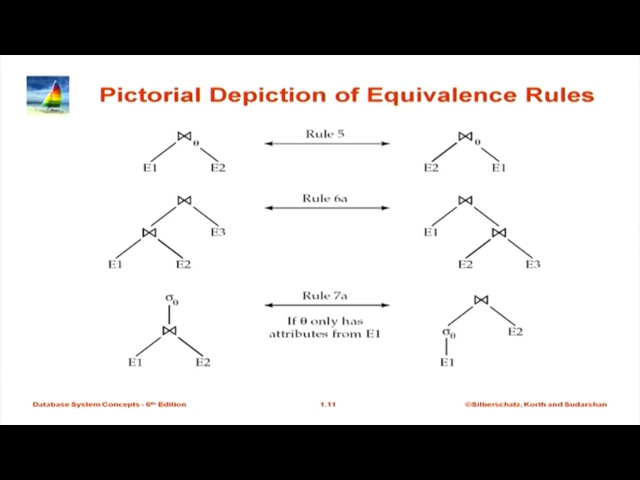 Pictorial Depiction of Equivalence Rules
⋈θ Rule 5 ⋈θ
E1 E2 E2 E1
⋈ Rule 6a ⋈
⋈ E3 E1 ⋈
E1 E2 E2 E3
σθ Rule 7a ⋈
If θ only has
attributes from E1
⋈ σθ E2
E1 E2 E1
Database System Concepts - 6th Edition 1.11 ©Silberschatz, Korth and Sudarshan